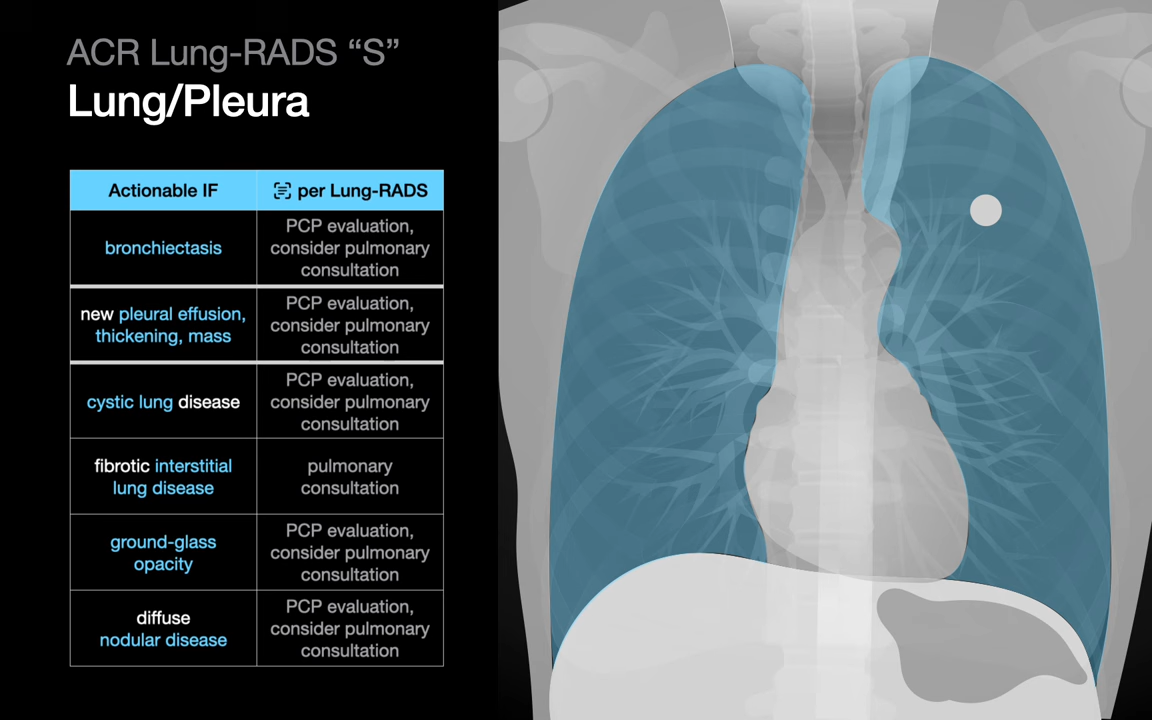 ACR Lung-RADS “S”
Lung/Pleura
Actionable IF
per Lung-RADS
bronchiectasis
PCP evaluation,
consider pulmonary
consultation
new pleural effusion,
thickening, mass
PCP evaluation,
consider pulmonary
consultation
cystic lung disease
PCP evaluation,
consider pulmonary
consultation
fibrotic interstitial
lung disease
pulmonary
consultation
ground-glass
opacity
PCP evaluation,
consider pulmonary
consultation
diffuse
nodular disease
PCP evaluation,
consider pulmonary
consultation